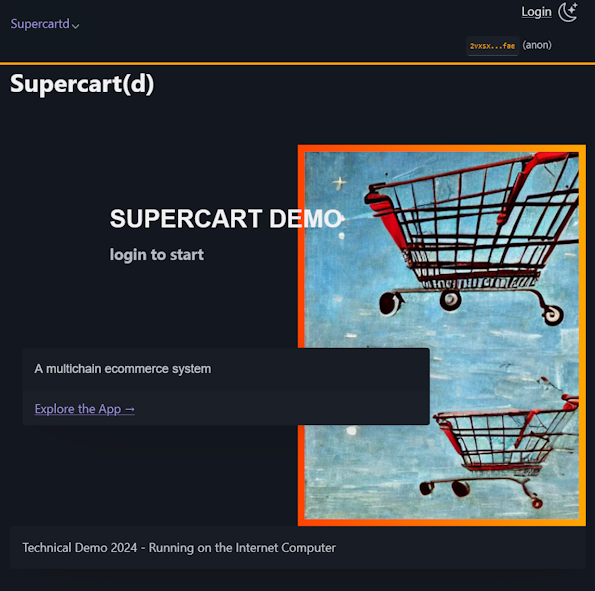 Supercartd
Login
2vxsx...fae (anon)
Supercart(d)
SUPERCART DEMO
login to start
A multichain ecommerce system
Explore the App →
Technical Demo 2024 - Running on the Internet Computer